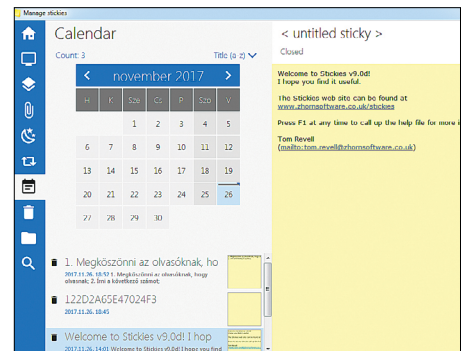 Manage stickies
Calendar
Count: 3 Title (a-z)
november 2017
H K Sze Cs P Szo V
1 2 3 4 5
6 7 8 9 10 11 12
13 14 15 16 17 18 19
20 21 22 23 24 25 26
27 28 29 30
1. Megköszönni az olvasóknak, ho
2017.11.26. 18:52 1. Megköszönni az olvasóknak, hogy
olvasnak; 2. Írni a következő számot;
122D2A65E47024F3
2017.11.26. 18:45
Welcome to Stickies v9.0d! I hop
2017.11.26. 14:01 Welcome to Stickies v9.0d! I hope you find
< untitled sticky >
Closed
Welcome to Stickies v9.0d!
I hope you find it useful.
The Stickies web site can be found at
www.zhornsoftware.co.uk/stickies
Press F1 at any time to call up the help file for more i
Tom Revell
(mailto:tom.revell@zhornsoftware.co.uk)